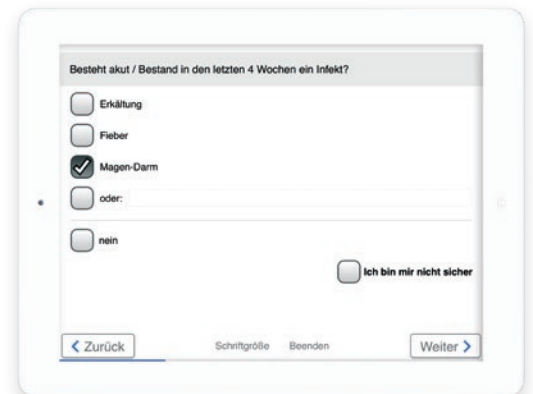 Besteht akut / Bestand in den letzten 4 Wochen ein Infekt?
Erkältung
Fieber
Magen-Darm
oder:
nein
Ich bin mir nicht sicher
Zurück Schriftgröße Beenden Weiter